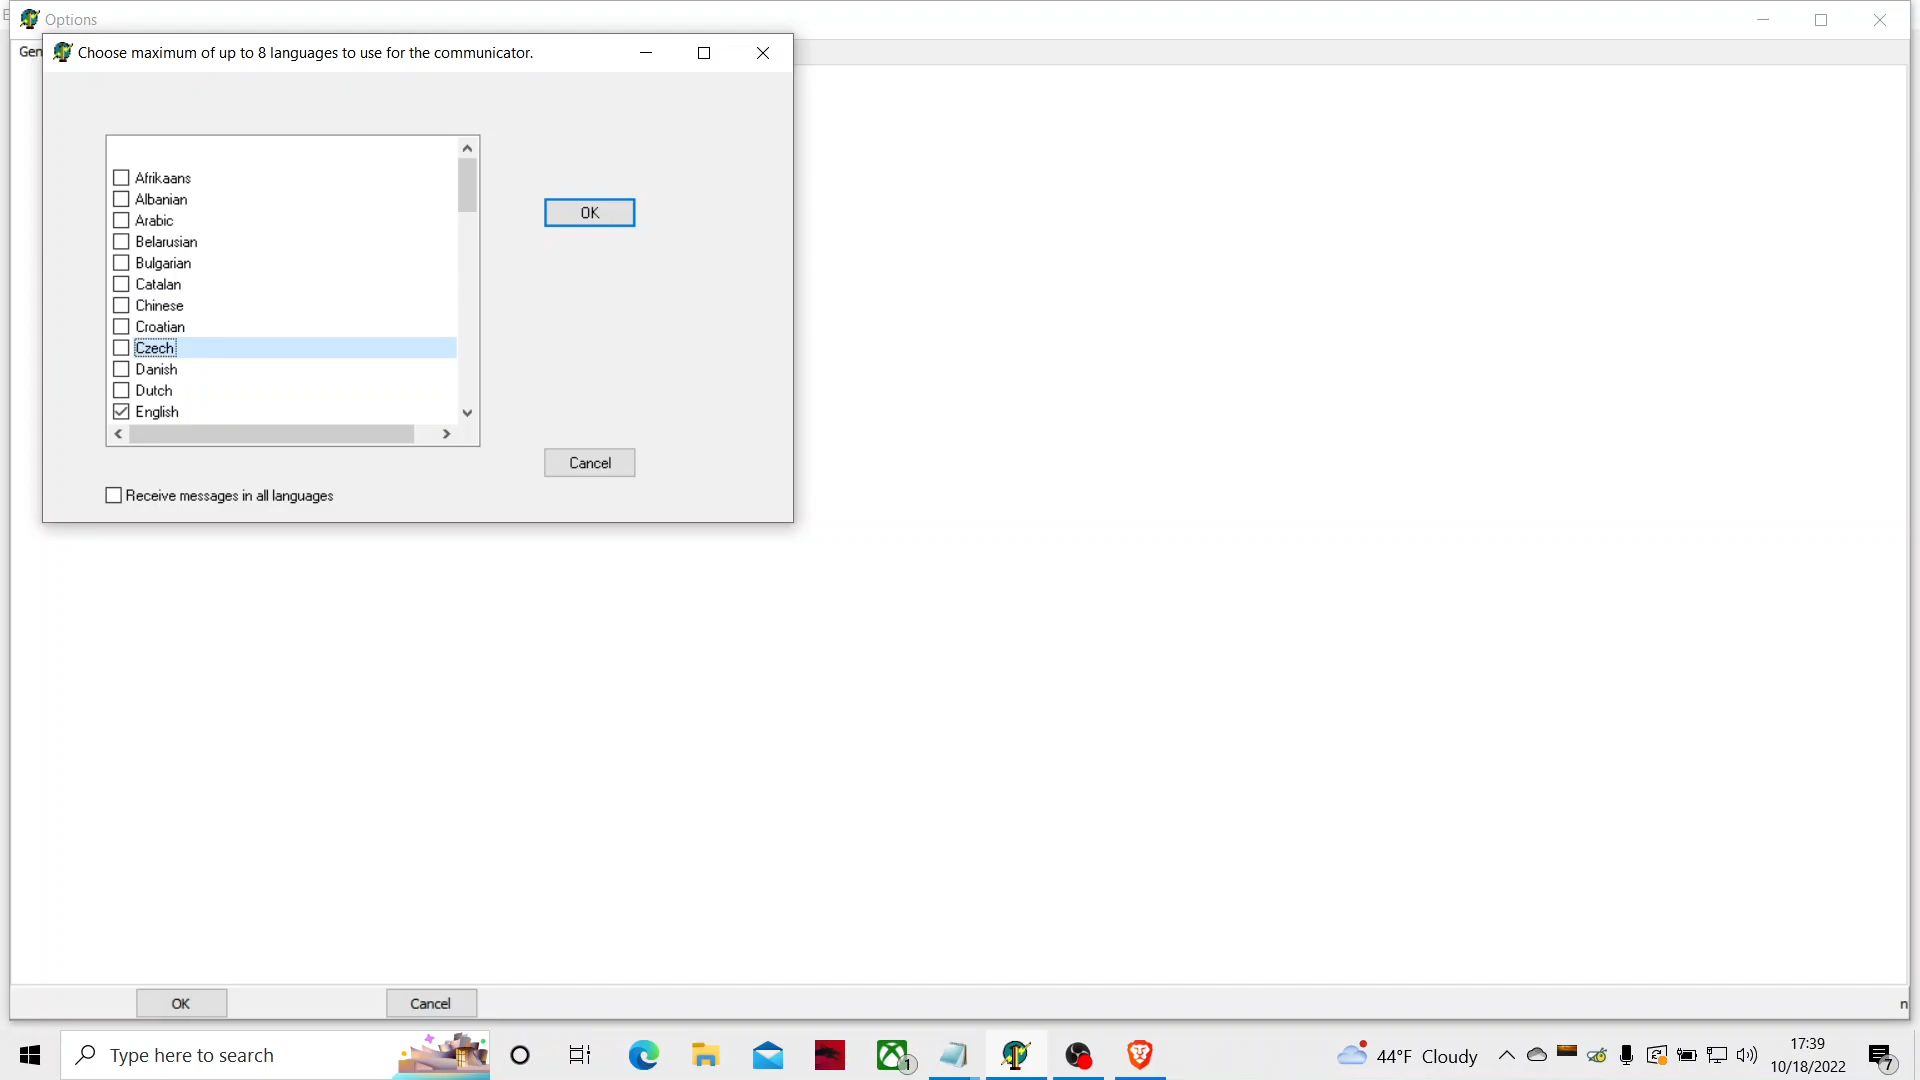 Options
Gen
Choose maximum of up to 8 languages to use for the communicator.
Afrikaans
Albanian
Arabic
Belarusian
Bulgarian
Catalan
Chinese
Croatian
Czech
Danish
Dutch
English
OK
Cancel
Receive messages in all languages
OK
Cancel
n
Type here to search
1
44°F Cloudy
17:39
10/18/2022
7